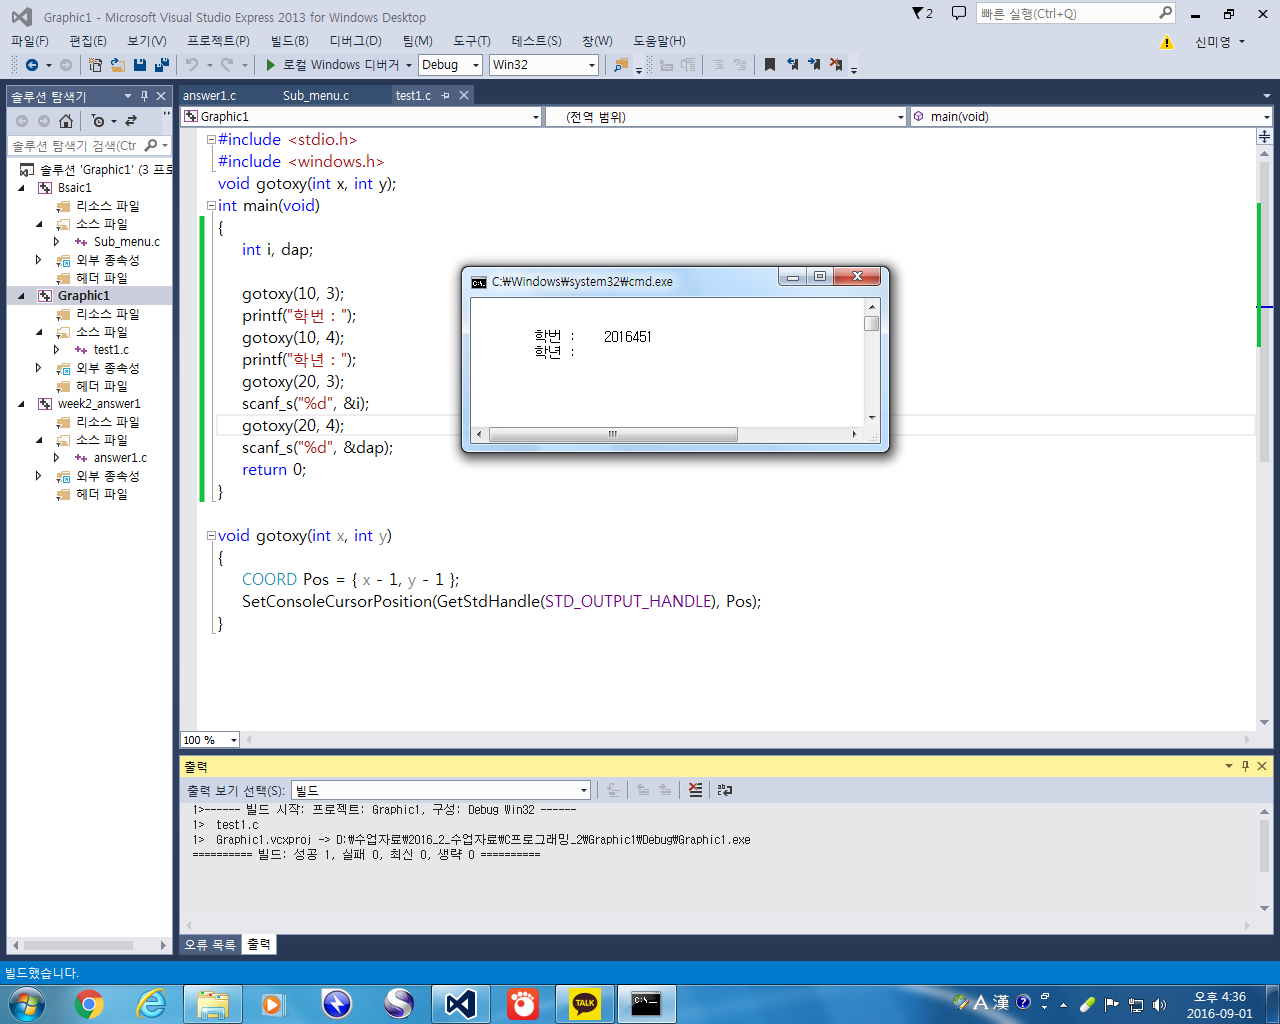 Graphic1 - Microsoft Visual Studio Express 2013 for Windows Desktop
2
빠른 실행(Ctrl+Q)
파일(F) 편집(E) 보기(V) 프로젝트(P) 빌드(B) 디버그(D) 팀(M) 도구(T) 테스트(S) 창(W) 도움말(H)
신미영
로컬 Windows 디버거 Debug Win32
솔루션 탐색기
answer1.c Sub_menu.c test1.c
Graphic1 (전역 범위) main(void)
솔루션 탐색기 검색(Ctr
솔루션 'Graphic1' (3 프로
Bsaic1
리소스 파일
소스 파일
Sub_menu.c
외부 종속성
헤더 파일
Graphic1
리소스 파일
소스 파일
test1.c
외부 종속성
헤더 파일
week2_answer1
리소스 파일
소스 파일
answer1.c
외부 종속성
헤더 파일
#include <stdio.h>
#include <windows.h>
void gotoxy(int x, int y);
int main(void)
{
int i, dap;
gotoxy(10, 3);
printf("학번 : ");
gotoxy(10, 4);
printf("학년 : ");
gotoxy(20, 3);
scanf_s("%d", &i);
gotoxy(20, 4);
scanf_s("%d", &dap);
return 0;
}
void gotoxy(int x, int y)
{
COORD Pos = { x - 1, y - 1 };
SetConsoleCursorPosition(GetStdHandle(STD_OUTPUT_HANDLE), Pos);
}
C:\Windows\system32\cmd.exe
학번 : 2016451
학년 :
100 %
출력
출력 보기 선택(S): 빌드
1>------ 빌드 시작: 프로젝트: Graphic1, 구성: Debug Win32 ------
1> test1.c
1> Graphic1.vcxproj -> D:\수업자료\2016_2_수업자료\C프로그래밍_2\Graphic1\Debug\Graphic1.exe
========== 빌드: 성공 1, 실패 0, 최신 0, 생략 0 ==========
오류 목록 출력
빌드했습니다.
TALK
C:\
A 漢
오후 4:36
2016-09-01